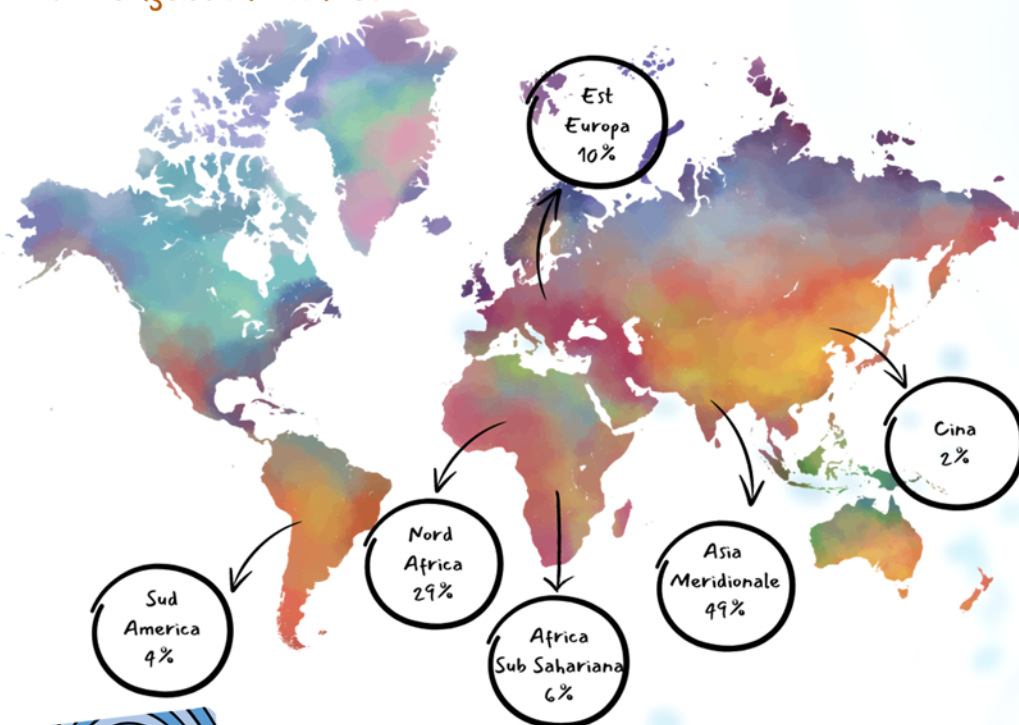 Est
Europa
10%
Cina
2%
Nord
Africa
29%
Asia
Meridionale
49%
Sud
America
4%
Africa
Sub Sahariana
6%